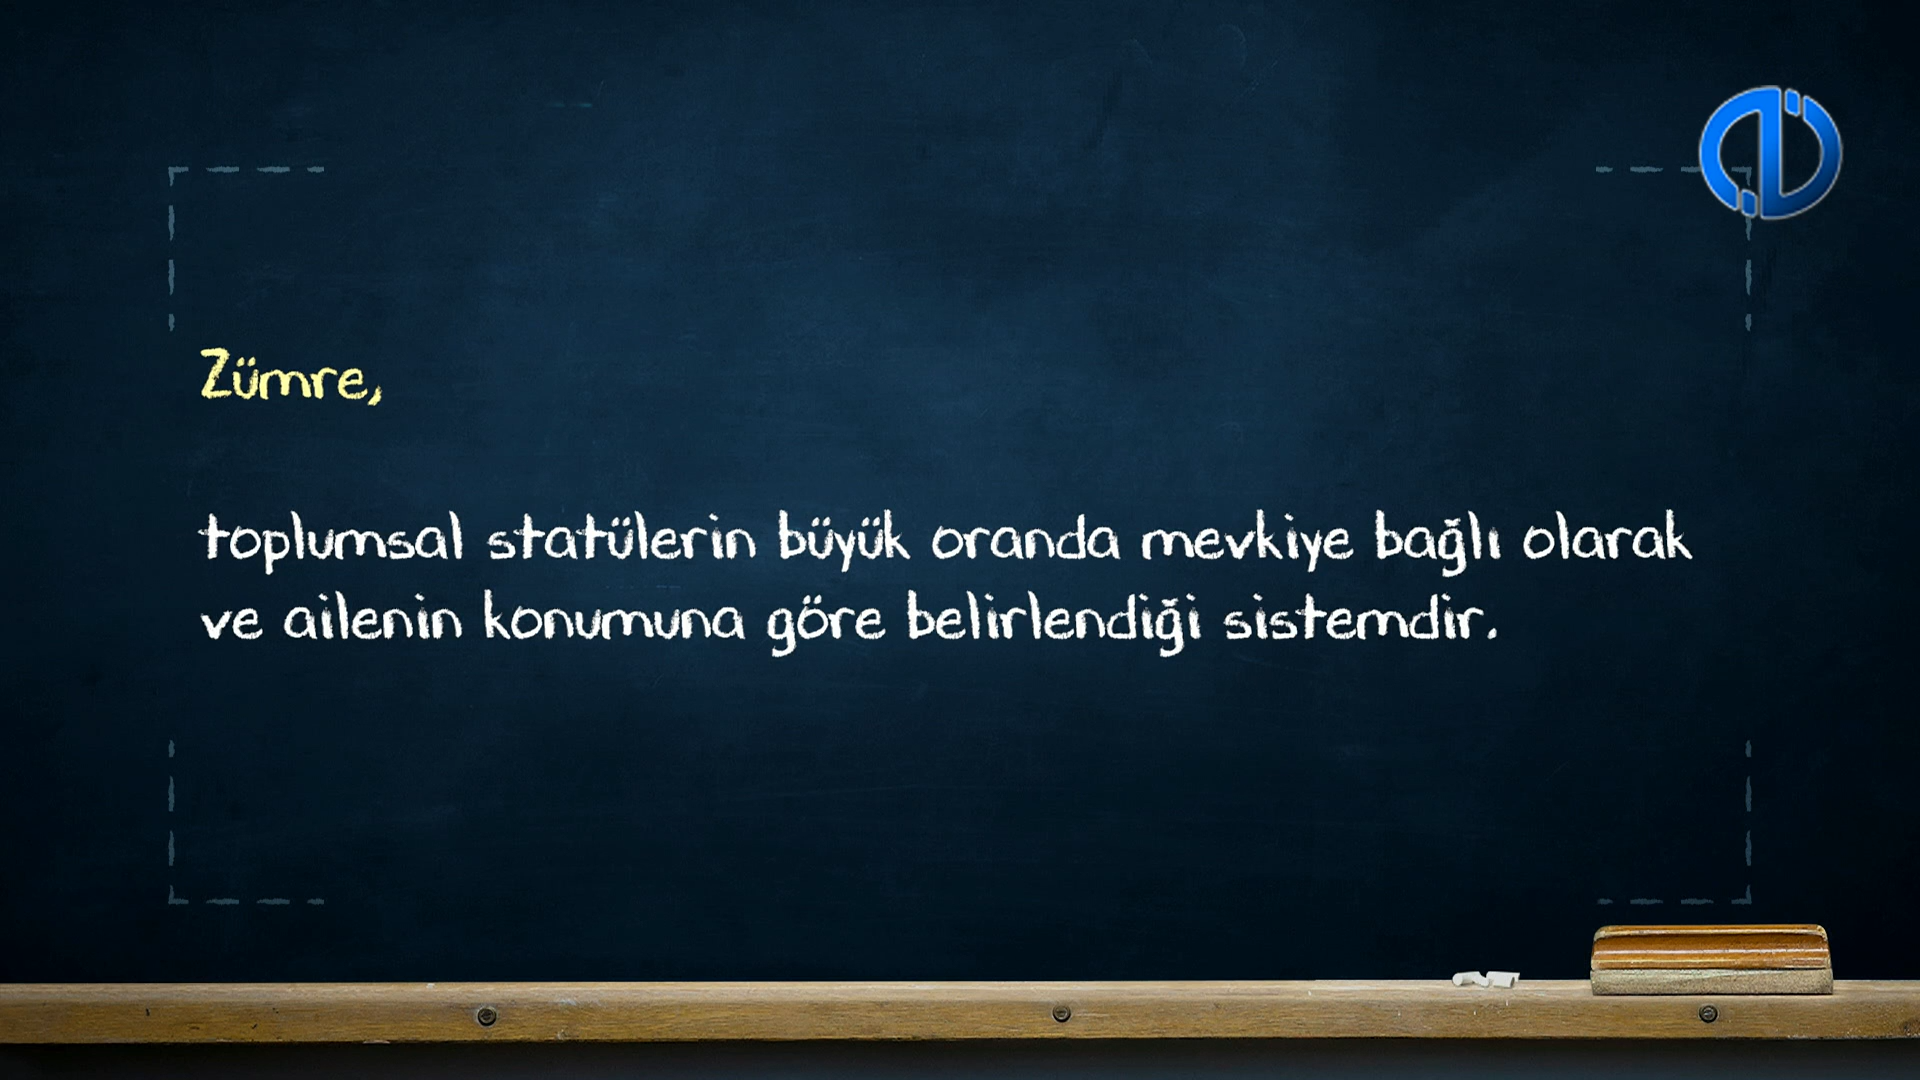 Zümre,
toplumsal statülerin büyük oranda mevkiye bağlı olarak
ve ailenin konumuna göre belirlendiği sistemdir.